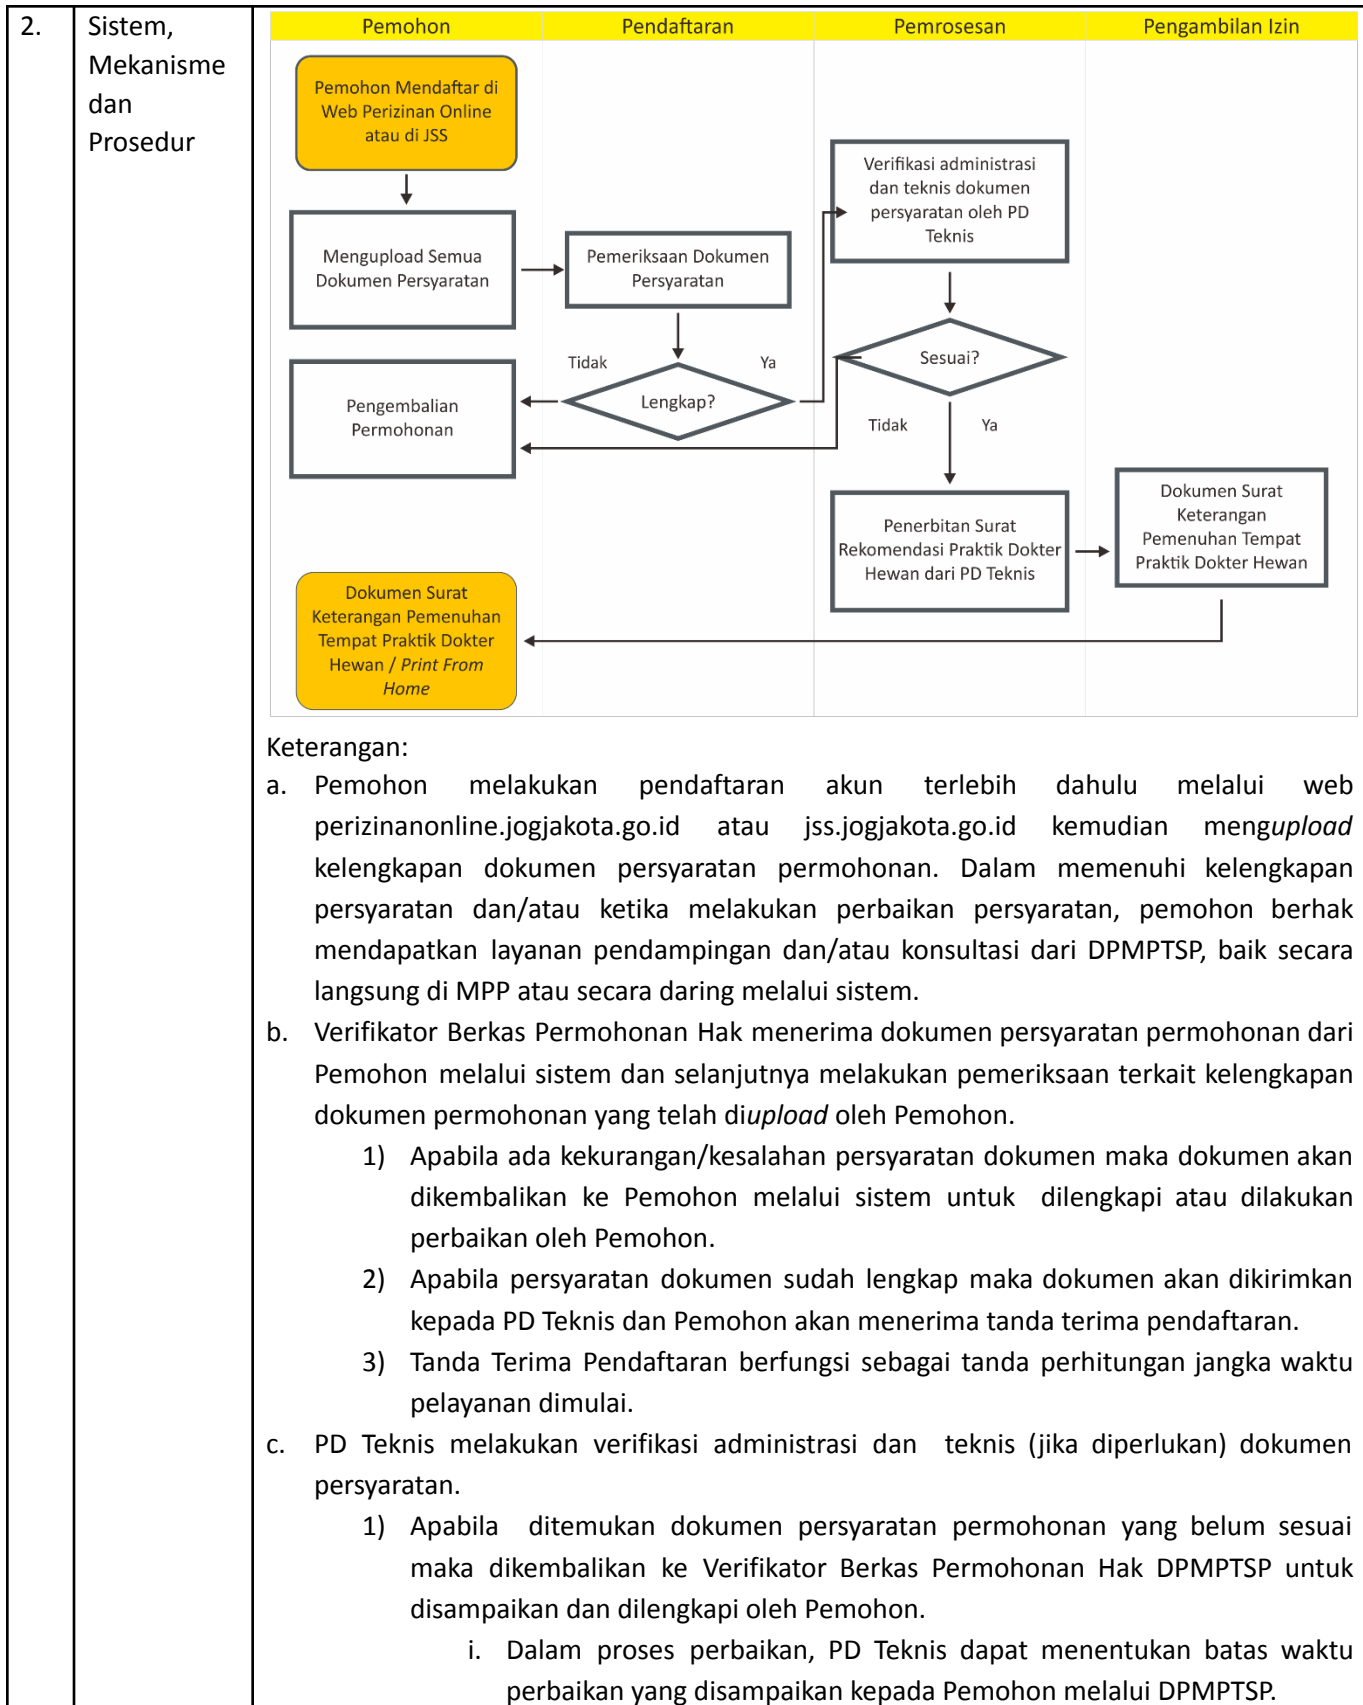 2.
Sistem,
Mekanisme
dan
Prosedur
Pemohon
Pendaftaran
Pemrosesan
Pengambilan Izin
Pemohon Mendaftar di
Web Perizinan Online
atau di JSS
Mengupload Semua
Dokumen Persyaratan
Pemeriksaan Dokumen
Persyaratan
Verifikasi administrasi
dan teknis dokumen
persyaratan oleh PD
Teknis
Tidak
Ya
Lengkap?
Sesuai?
Tidak
Ya
Pengembalian
Permohonan
Penerbitan Surat
Rekomendasi Praktik Dokter
Hewan dari PD Teknis
Dokumen Surat
Keterangan
Pemenuhan Tempat
Praktik Dokter Hewan
Dokumen Surat
Keterangan Pemenuhan
Tempat Praktik Dokter
Hewan / Print From
Home
Keterangan:
a. Pemohon melakukan pendaftaran akun terlebih dahulu melalui web
perizinanonline.jogjakota.go.id atau jss.jogjakota.go.id kemudian mengupload
kelengkapan dokumen persyaratan permohonan. Dalam memenuhi kelengkapan
persyaratan dan/atau ketika melakukan perbaikan persyaratan, pemohon berhak
mendapatkan layanan pendampingan dan/atau konsultasi dari DPMPTSP, baik secara
langsung di MPP atau secara daring melalui sistem.
b. Verifikator Berkas Permohonan Hak menerima dokumen persyaratan permohonan dari
Pemohon melalui sistem dan selanjutnya melakukan pemeriksaan terkait kelengkapan
dokumen permohonan yang telah diupload oleh Pemohon.
1) Apabila ada kekurangan/kesalahan persyaratan dokumen maka dokumen akan
dikembalikan ke Pemohon melalui sistem untuk dilengkapi atau dilakukan
perbaikan oleh Pemohon.
2) Apabila persyaratan dokumen sudah lengkap maka dokumen akan dikirimkan
kepada PD Teknis dan Pemohon akan menerima tanda terima pendaftaran.
3) Tanda Terima Pendaftaran berfungsi sebagai tanda perhitungan jangka waktu
pelayanan dimulai.
c. PD Teknis melakukan verifikasi administrasi dan teknis (jika diperlukan) dokumen
persyaratan.
1) Apabila ditemukan dokumen persyaratan permohonan yang belum sesuai
maka dikembalikan ke Verifikator Berkas Permohonan Hak DPMPTSP untuk
disampaikan dan dilengkapi oleh Pemohon.
i. Dalam proses perbaikan, PD Teknis dapat menentukan batas waktu
perbaikan yang disampaikan kepada Pemohon melalui DPMPTSP.